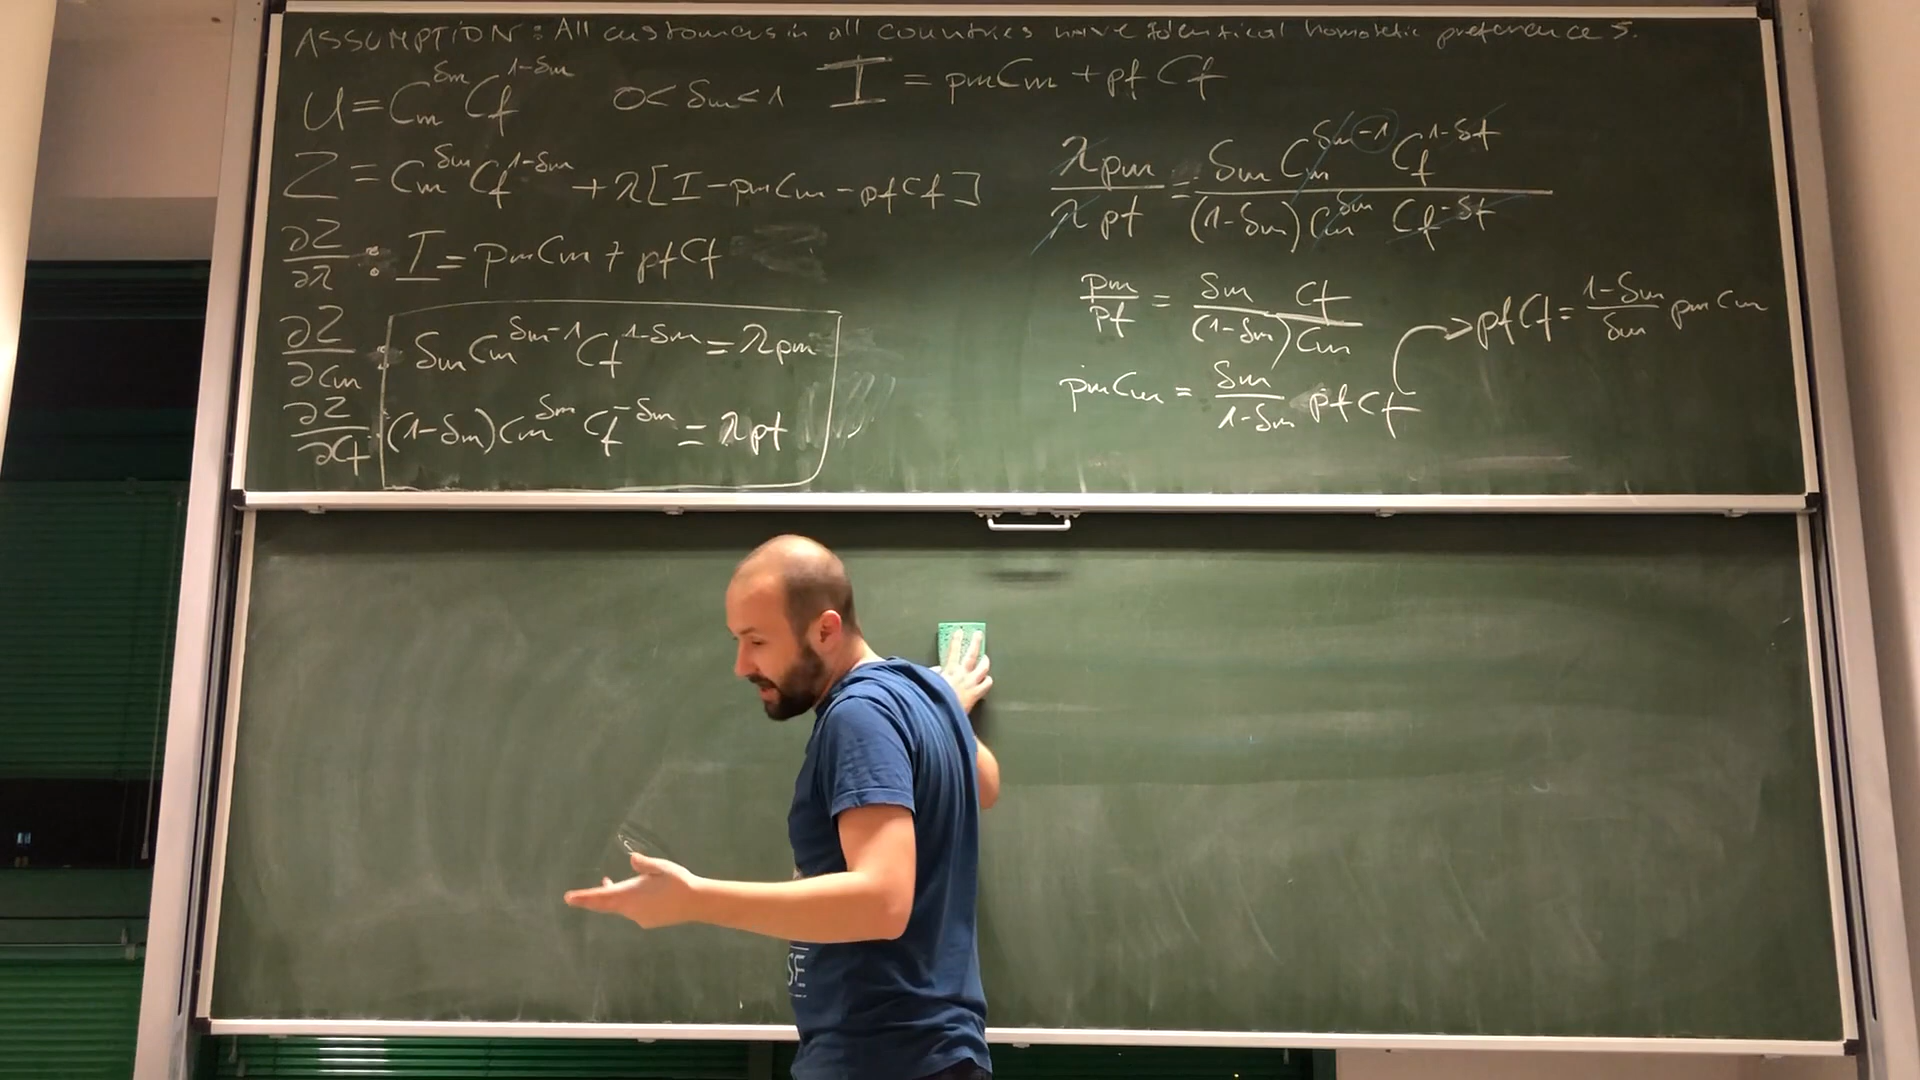 ASSUMPTION: All customers in all countries have identical homotetic preferences.
U = Cm^δm Cf^1-δm   0<δm<1   I = pmCm + pfCf
Z = Cm^δm Cf^1-δm + λ[I - pmCm - pfCf]
∂Z/∂λ : I = pmCm + pfCf
∂Z/∂Cm : δm Cm^δm-1 Cf^1-δm = λpm
∂Z/∂Cf : (1-δm)Cm^δm Cf^-δm = λpf
λpm/λpf = δm Cm^δm-1 Cf^1-δf / (1-δm) Cm^δm Cf^-δf
pm/pf = δm Cf / (1-δm) Cm
pmCm = δm/1-δm pfCf → pfCf = 1-δm/δm pmCm
SE